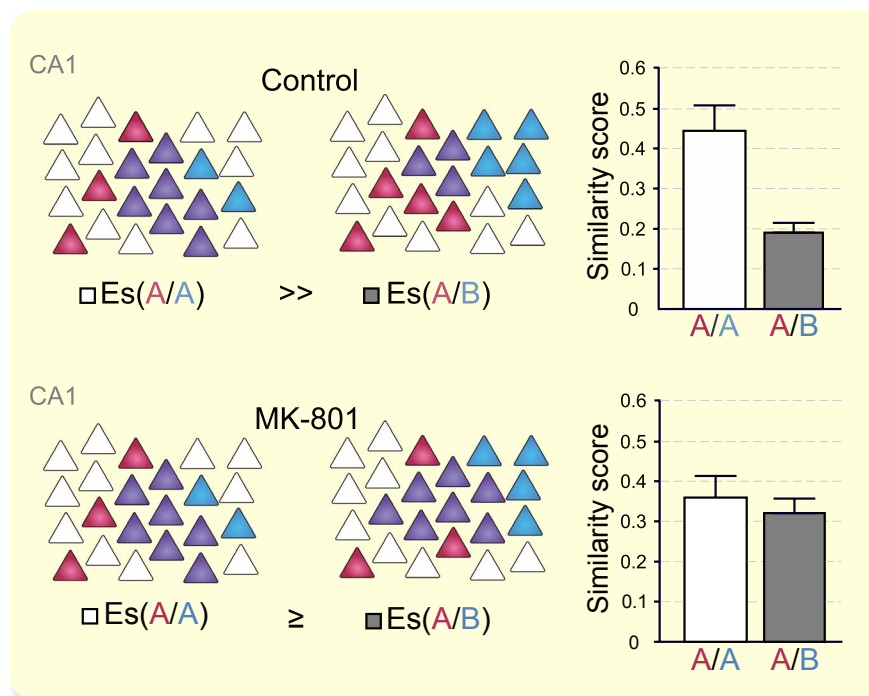 CA1
Control
Es(A/A) >> Es(A/B)
Similarity score
0.6
0.5
0.4
0.3
0.2
0.1
0
A/A A/B
CA1
MK-801
Es(A/A) ≥ Es(A/B)
Similarity score
0.6
0.5
0.4
0.3
0.2
0.1
0
A/A A/B